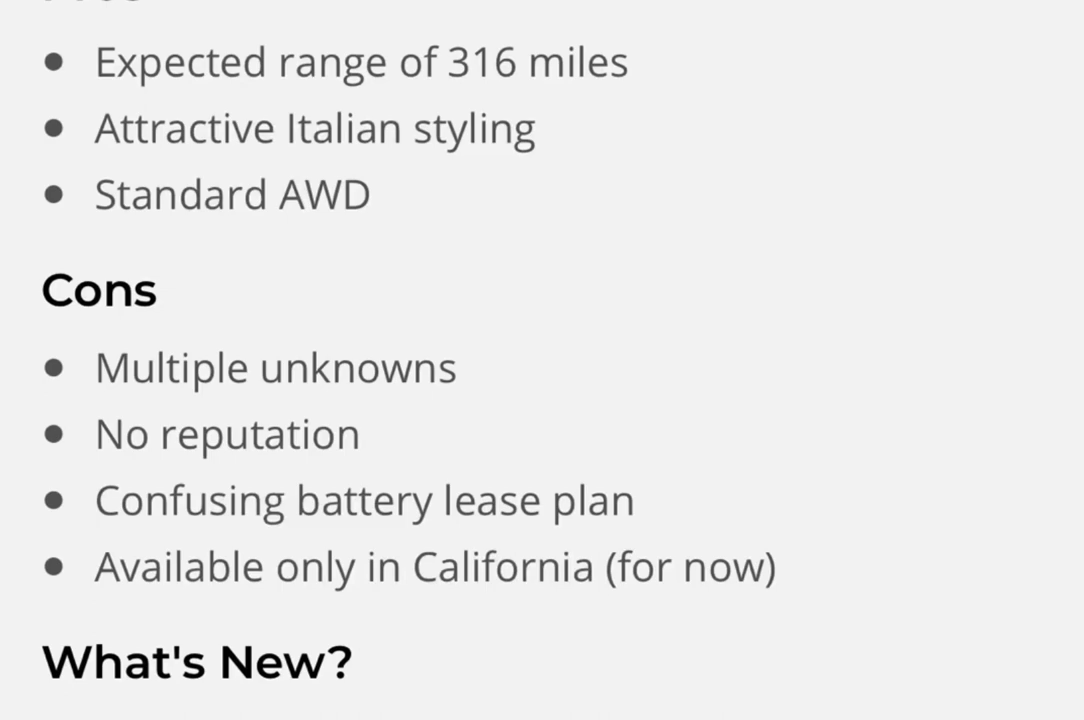 Expected range of 316 miles
Attractive Italian styling
Standard AWD
Cons
Multiple unknowns
No reputation
Confusing battery lease plan
Available only in California (for now)
What's New?